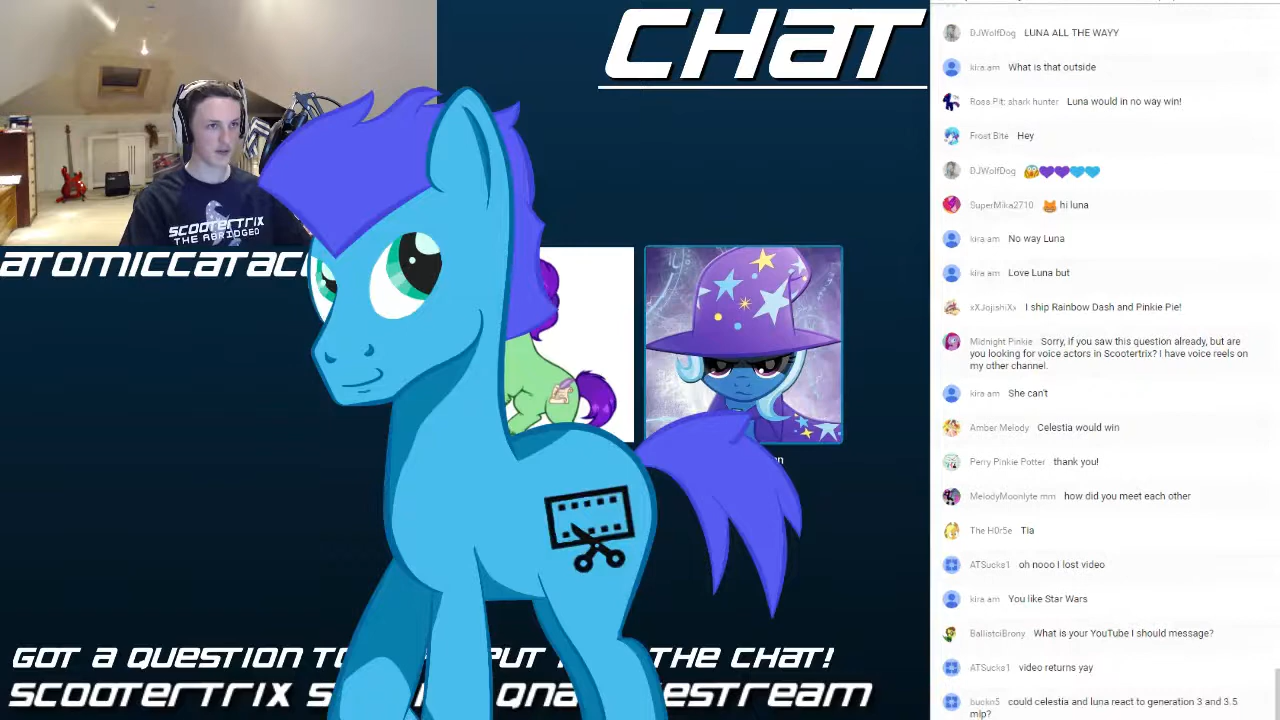 CHAT
SCOOTERTRIX
THE ABRIDGED
GOT A QUESTION TO PUT THE CHAT!
SCOOTERTRIX S QNA LIVESTREAM
DJWolfDog LUNA ALL THE WAYY
kira am What is that outside
Rose Pit; shark hunter Luna would in no way win!
Frost Bite Hey
DJWolfDog 😱💜💜💙💙
SuperMika2710 🐱 hi luna
kira am No way Luna
kira am Love Luna but
xXJojishiXx I ship Rainbow Dash and Pinkie Pie!
Midnight Pinkie Sorry, if you saw this question already, but are
you looking for voice actors in Scootertrix? I have voice reels on
my other channel.
kira am She can't
Amber Melody Celestia would win
Perry Pinkie Potter thank you!
MelodyMoonlyte mm how did you meet each other
The H0r5e Tia
ATSucks1 oh nooo I lost video
kira am You like Star Wars
BallisticBrony What is your YouTube I should message?
ATSucks1 video returns yay
buckn5 could celestia and luna react to generation 3 and 3.5
mlp?